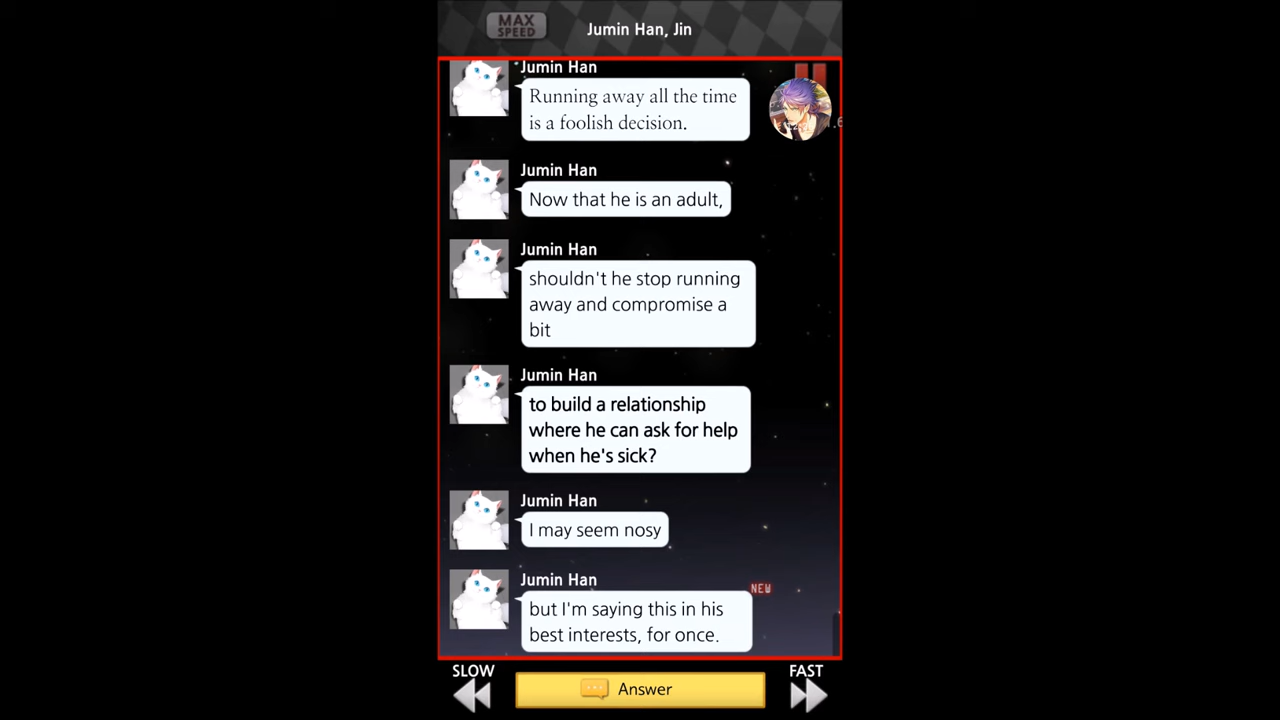 MAX
SPEED
Jumin Han, Jin
Jumin Han
Running away all the time
is a foolish decision.
Jumin Han
Now that he is an adult,
Jumin Han
shouldn't he stop running
away and compromise a
bit
Jumin Han
to build a relationship
where he can ask for help
when he's sick?
Jumin Han
I may seem nosy
Jumin Han
NEW
but I'm saying this in his
best interests, for once.
SLOW
Answer
FAST